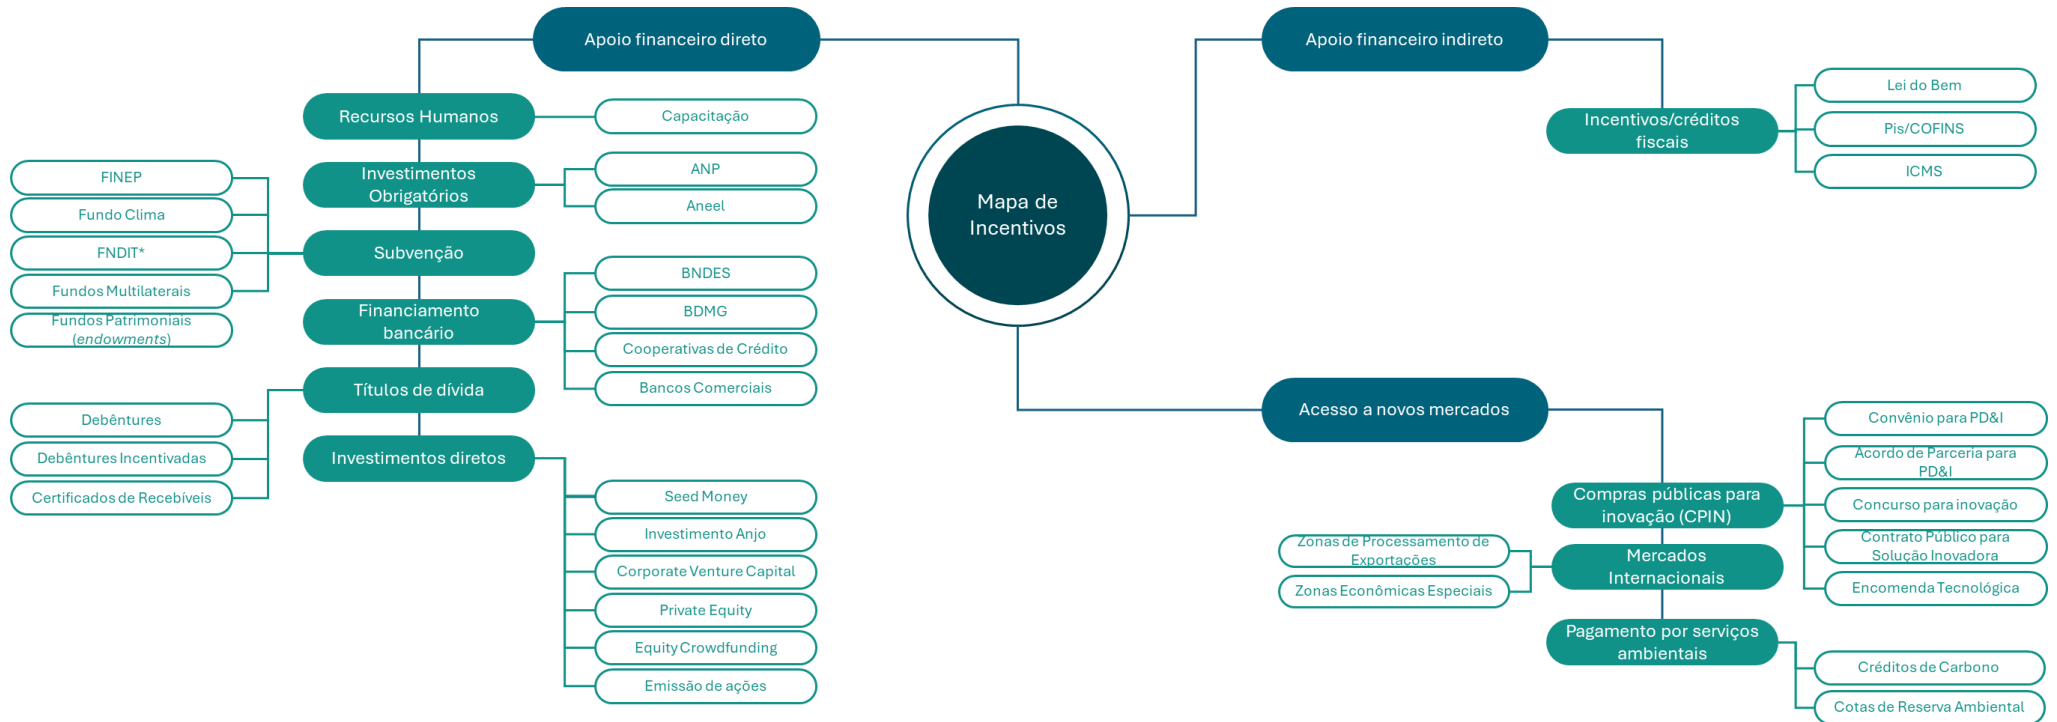 Apoio financeiro direto
Recursos Humanos
Capacitação
Investimentos
Obrigatórios
ANP
Aneel
Subvenção
FINEP
Fundo Clima
FNDIT*
Fundos Multilaterais
Fundos Patrimoniais
(endowments)
Financiamento
bancário
BNDES
BDMG
Cooperativas de Crédito
Bancos Comerciais
Títulos de dívida
Debêntures
Debêntures Incentivadas
Certificados de Recebíveis
Investimentos diretos
Seed Money
Investimento Anjo
Corporate Venture Capital
Private Equity
Equity Crowdfunding
Emissão de ações
Mapa de
Incentivos
Apoio financeiro indireto
Incentivos/créditos
fiscais
Lei do Bem
Pis/COFINS
ICMS
Acesso a novos mercados
Compras públicas para
inovação (CPIN)
Convênio para PD&I
Acordo de Parceria para
PD&I
Concurso para inovação
Contrato Público para
Solução Inovadora
Encomenda Tecnológica
Mercados
Internacionais
Zonas de Processamento de
Exportações
Zonas Econômicas Especiais
Pagamento por serviços
ambientais
Créditos de Carbono
Cotas de Reserva Ambiental